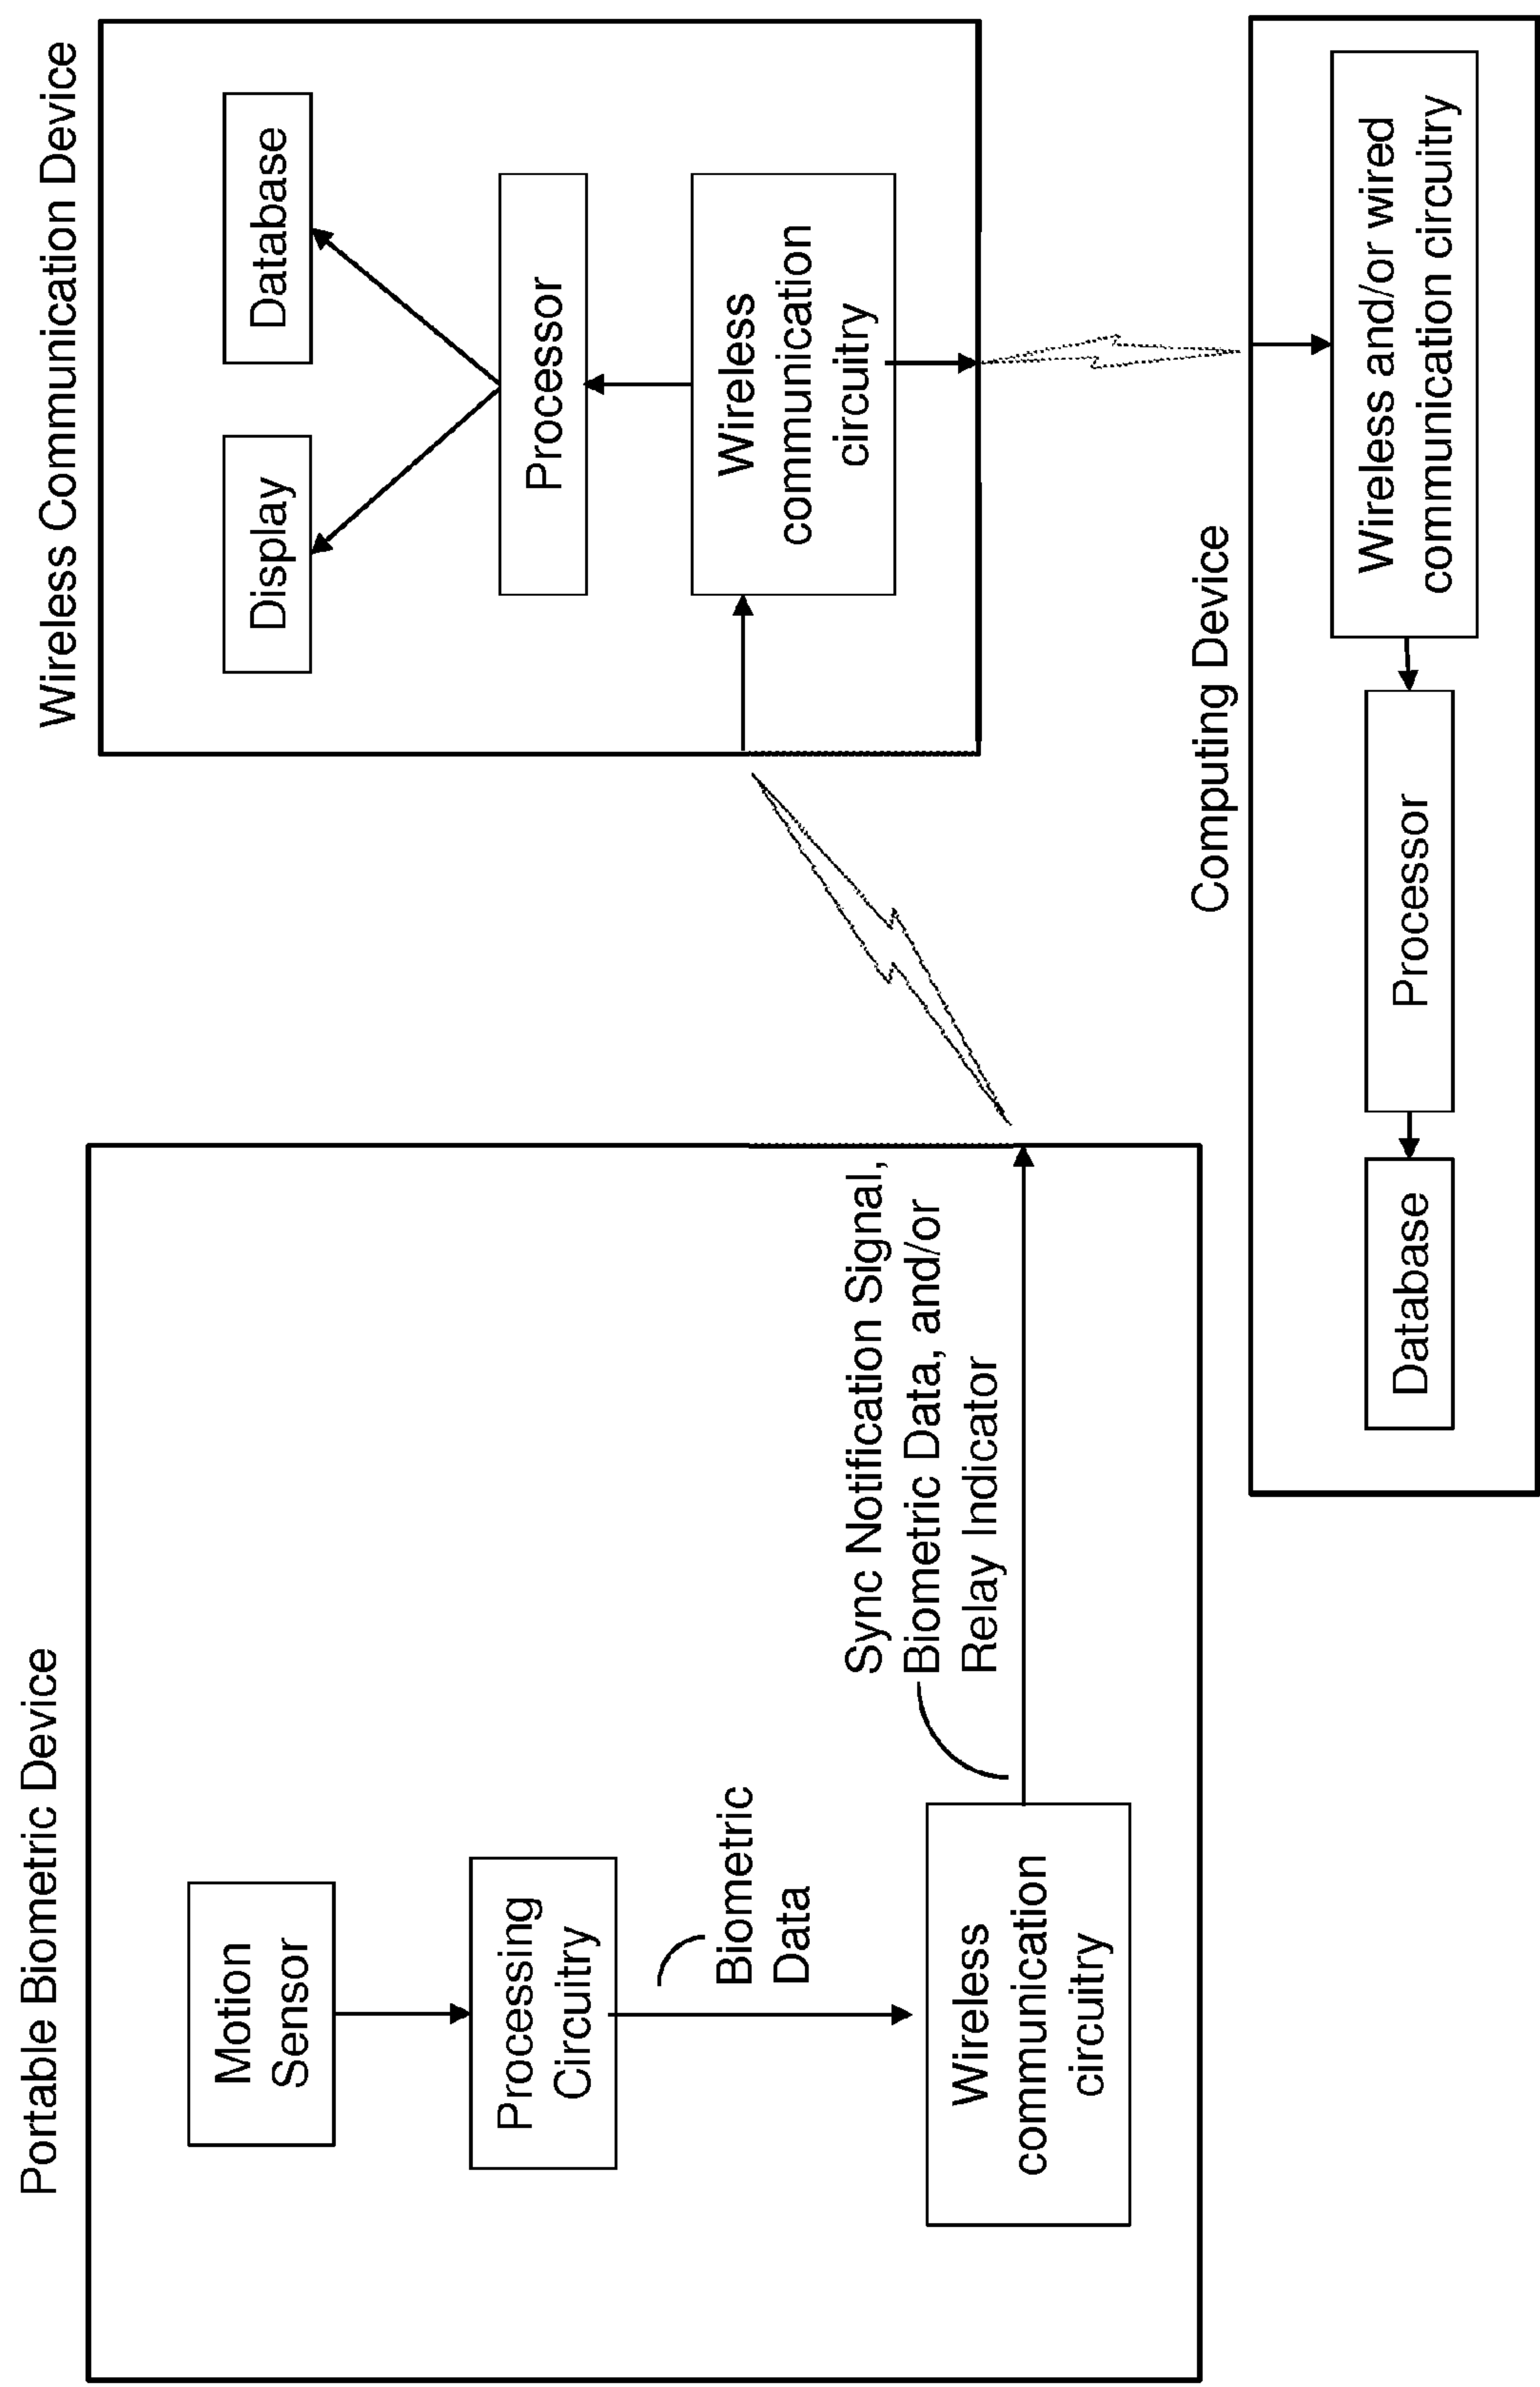 Portable Biometric Device
Motion
Sensor
Processing
Circuitry
Biometric
Data
Wireless
communication
circuitry
Sync Notification Signal,
Biometric Data, and/or
Relay Indicator
Wireless Communication Device
Display
Database
Processor
Wireless
communication
circuitry
Computing Device
Database
Processor
Wireless and/or wired
communication circuitry